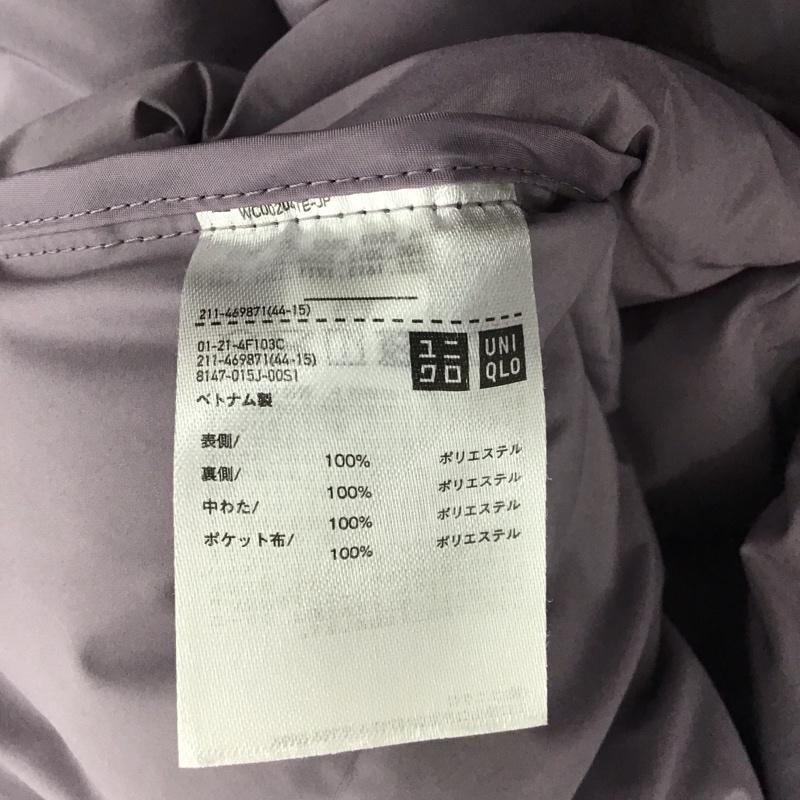 WC00204TE-JP
211-469871(44-15)
01-21-4F103C
211-469871(44-15)
8147-015J-00S1
ベトナム製
ユニクロ
UNIQLO
表側/ 100% ポリエステル
裏側/ 100% ポリエステル
中わた/ 100% ポリエステル
ポケット布/ 100% ポリエステル